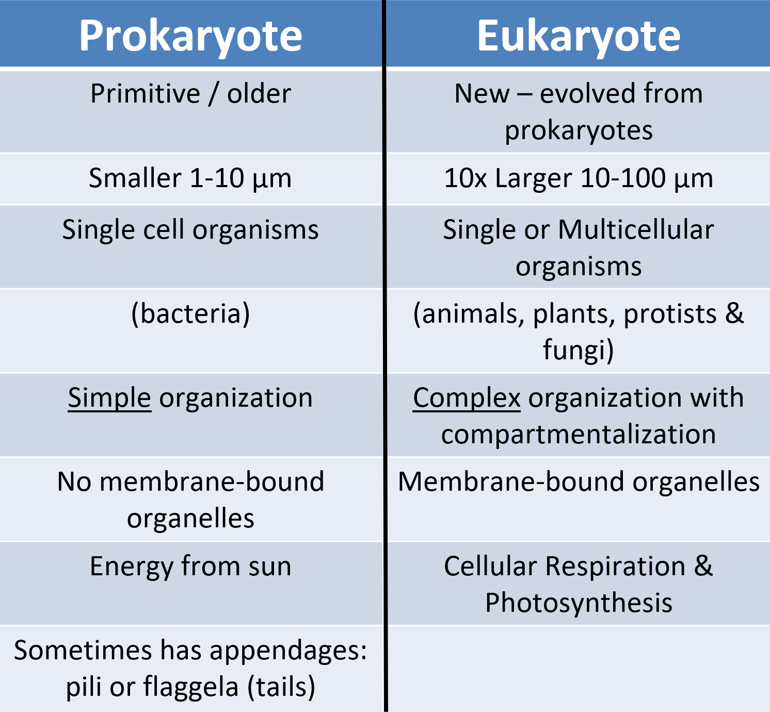 Prokaryote Eukaryote
Primitive / older
New – evolved from
prokaryotes
Smaller 1-10 µm
10x Larger 10-100 µm
Single cell organisms
Single or Multicellular
organisms
(bacteria)
(animals, plants, protists &
fungi)
Simple organization
Complex organization with
compartmentalization
No membrane-bound
organelles
Membrane-bound organelles
Energy from sun
Cellular Respiration &
Photosynthesis
Sometimes has appendages:
pili or flaggela (tails)